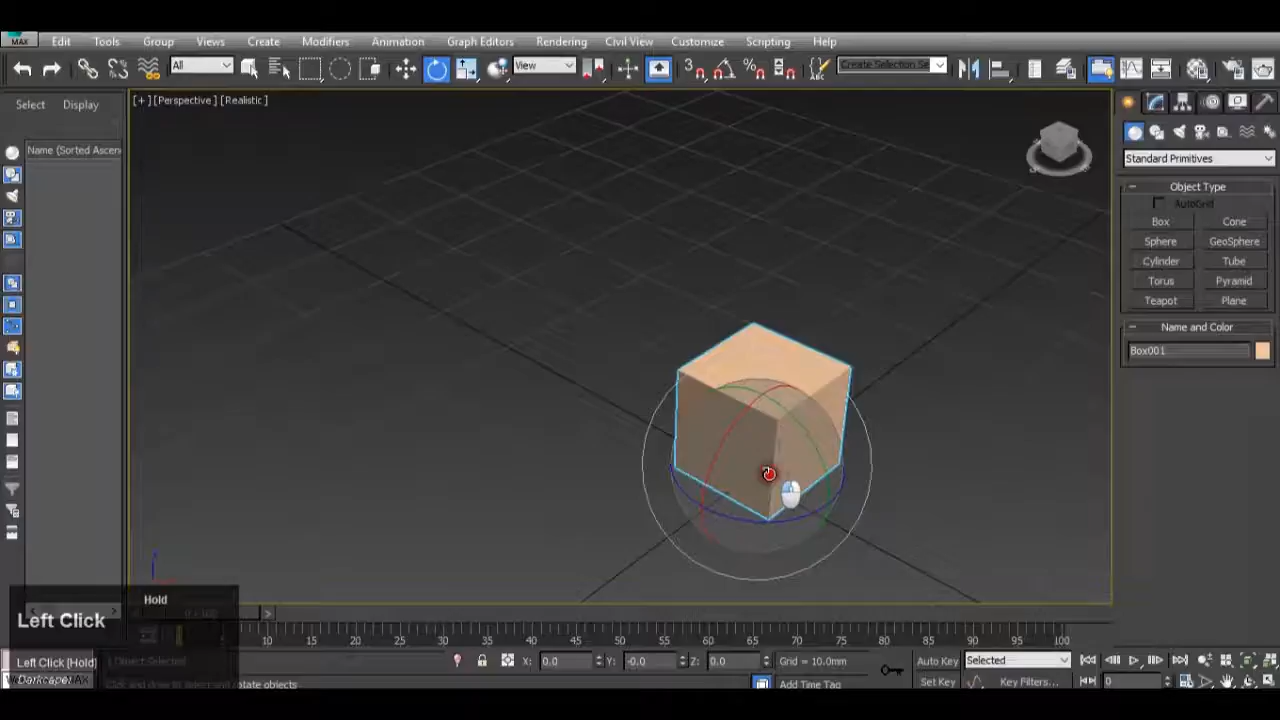 MAX
Edit Tools Group Views Create Modifiers Animation Graph Editors Rendering Civil View Customize Scripting Help
All View Create Selection Se
Select Display
[+] [Perspective] [Realistic]
Name (Sorted Ascen
Standard Primitives
Object Type
AutoGrid
Box Cone
Sphere GeoSphere
Cylinder Tube
Torus Pyramid
Teapot Plane
Name and Color
Box001
Hold
Left Click
10 15 20 25 30 35 40 45 50 55 60 65 70 75 80 85 90 95 100
Left Click [Hold]
X: 0.0 Y: -0.0 Z: 0.0 Grid = 10.0mm Auto Key Selected
Add Time Tag Set Key Key Filters... 0